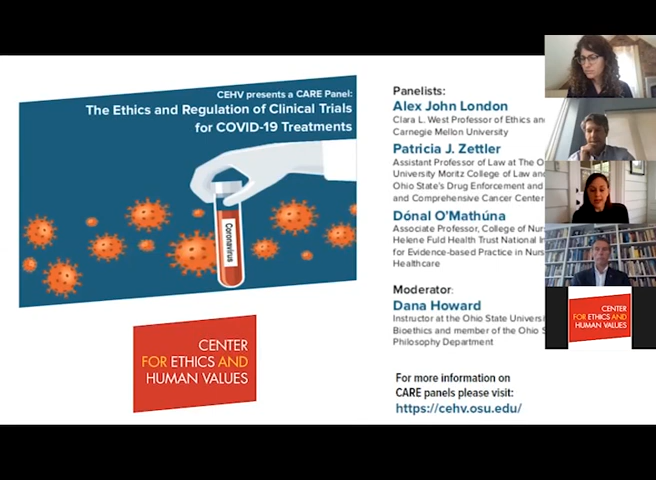 CEHV presents a CARE Panel:
The Ethics and Regulation of Clinical Trials
for COVID-19 Treatments
Coronavirus
CENTER
FOR ETHICS AND
HUMAN VALUES
Panelists:
Alex John London
Clara L. West Professor of Ethics and
Carnegie Mellon University
Patricia J. Zettler
Assistant Professor of Law at The O
University Moritz College of Law and
Ohio State's Drug Enforcement and
and Comprehensive Cancer Center
Dónal O'Mathúna
Associate Professor, College of Nur
Helene Fuld Health Trust National In
for Evidence-based Practice in Nurs
Healthcare
Moderator:
Dana Howard
Instructor at the Ohio State Univers
Bioethics and member of the Ohio S
Philosophy Department
For more information on
CARE panels please visit:
https://cehv.osu.edu/
CENTER
FOR ETHICS AND
HUMAN VALUES